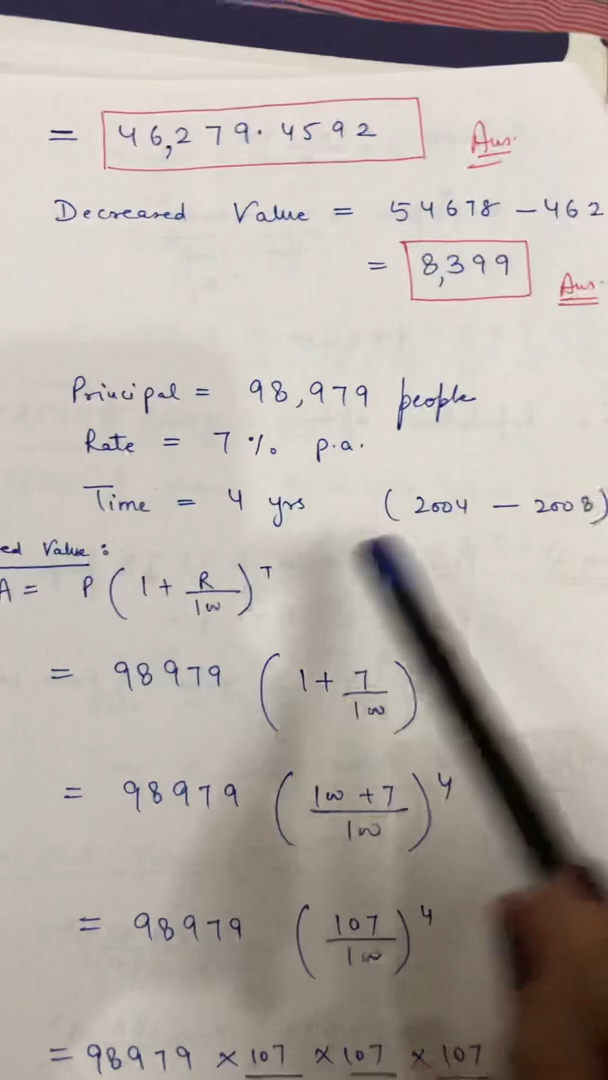 = 46,279.4592 Ans.
Decreased Value = 54678 - 462
= 8,399 Ans.
Principal = 98,979 people
Rate = 7% p.a.
Time = 4 yrs (2004 - 2008)
ed Value:
A = P (1 + R/100)^T
= 98979 (1 + 7/100)
= 98979 (100 + 7/100)^4
= 98979 (107/100)^4
= 98979 × 107 × 107 × 107